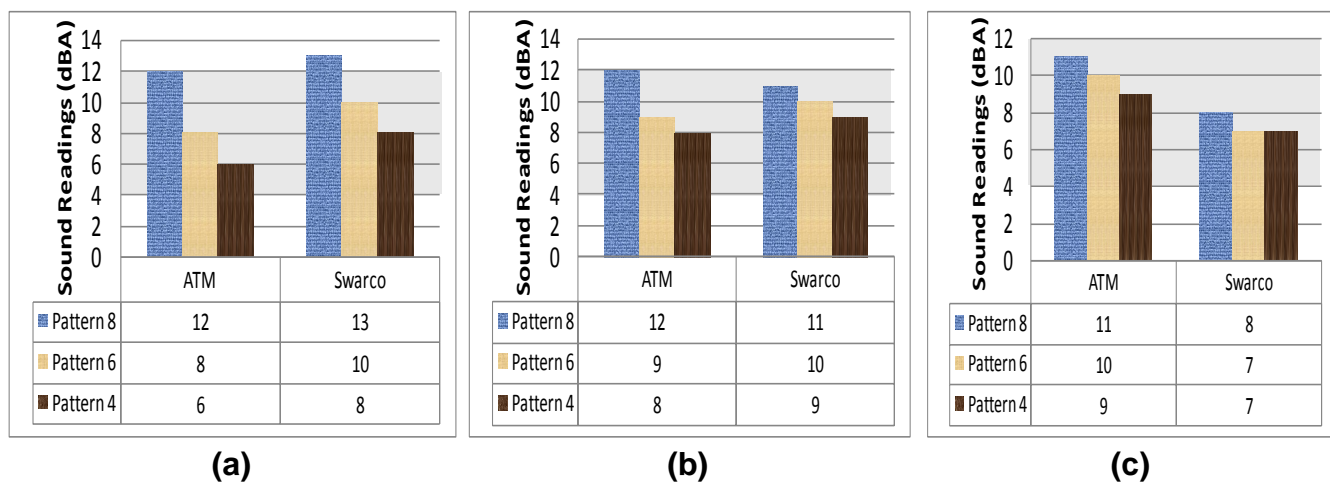 Sound Readings (dBA)
14
12
10
8
6
4
2
0
ATM Swarco
Pattern 8 12 13
Pattern 6 8 10
Pattern 4 6 8
(a)
Sound Readings (dBA)
14
12
10
8
6
4
2
0
ATM Swarco
Pattern 8 12 11
Pattern 6 9 10
Pattern 4 8 9
(b)
Sound Readings (dBA)
12
10
8
6
4
2
0
ATM Swarco
Pattern 8 11 8
Pattern 6 10 7
Pattern 4 9 7
(c)